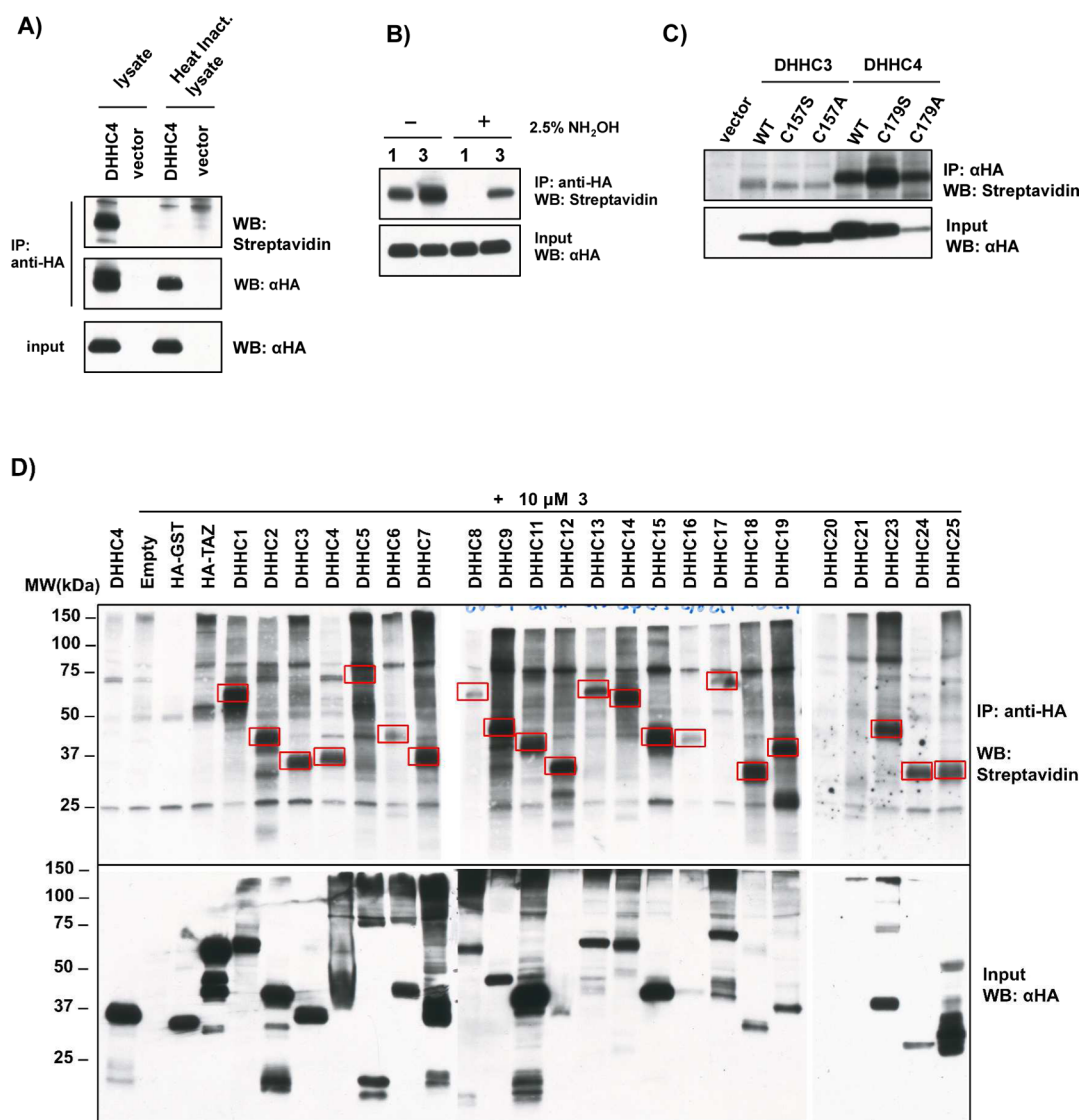 A)
lysate
Heat Inact.
lysate
DHHC4
vector
DHHC4
vector
IP:
anti-HA
WB:
Streptavidin
WB: αHA
input
WB: αHA
B)
–
+
2.5% NH₂OH
1
3
1
3
IP: anti-HA
WB: Streptavidin
Input
WB: αHA
C)
DHHC3
DHHC4
vector
WT
C157S
C157A
WT
C179S
C179A
IP: αHA
WB: Streptavidin
Input
WB: αHA
D)
+ 10 µM 3
DHHC4
Empty
HA-GST
HA-TAZ
DHHC1
DHHC2
DHHC3
DHHC4
DHHC5
DHHC6
DHHC7
DHHC8
DHHC9
DHHC11
DHHC12
DHHC13
DHHC14
DHHC15
DHHC16
DHHC17
DHHC18
DHHC19
DHHC20
DHHC21
DHHC23
DHHC24
DHHC25
MW(kDa)
150 –
100 –
75 –
50 –
37 –
25 –
IP: anti-HA
WB:
Streptavidin
150 –
100 –
75 –
50 –
37 –
25 –
Input
WB: αHA